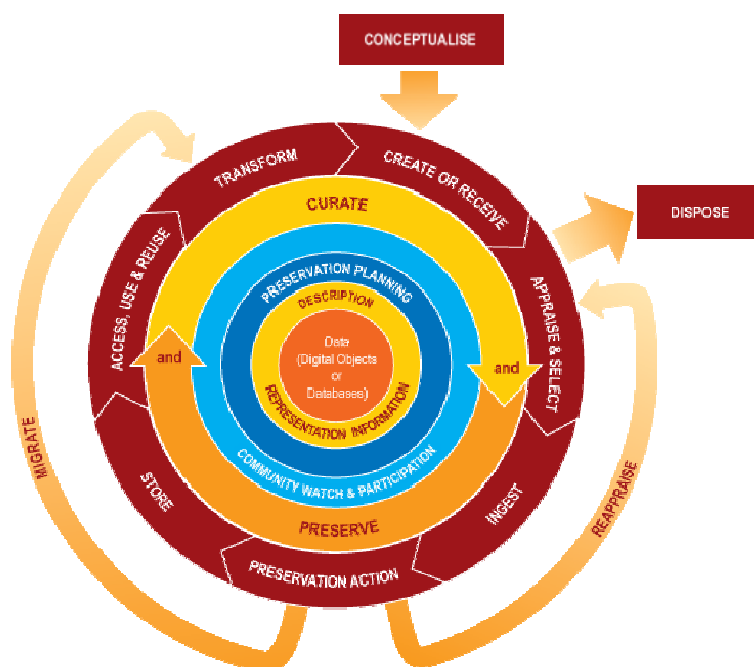 CONCEPTUALISE
CREATE OR RECEIVE
DISPOSE
APPRAISE & SELECT
INGEST
PRESERVATION ACTION
STORE
ACCESS, USE & REUSE
TRANSFORM
MIGRATE
REAPPRAISE
CURATE
and
PRESERVE
and
PRESERVATION PLANNING
COMMUNITY WATCH & PARTICIPATION
DESCRIPTION
REPRESENTATION INFORMATION
Data
(Digital Objects
or
Databases)